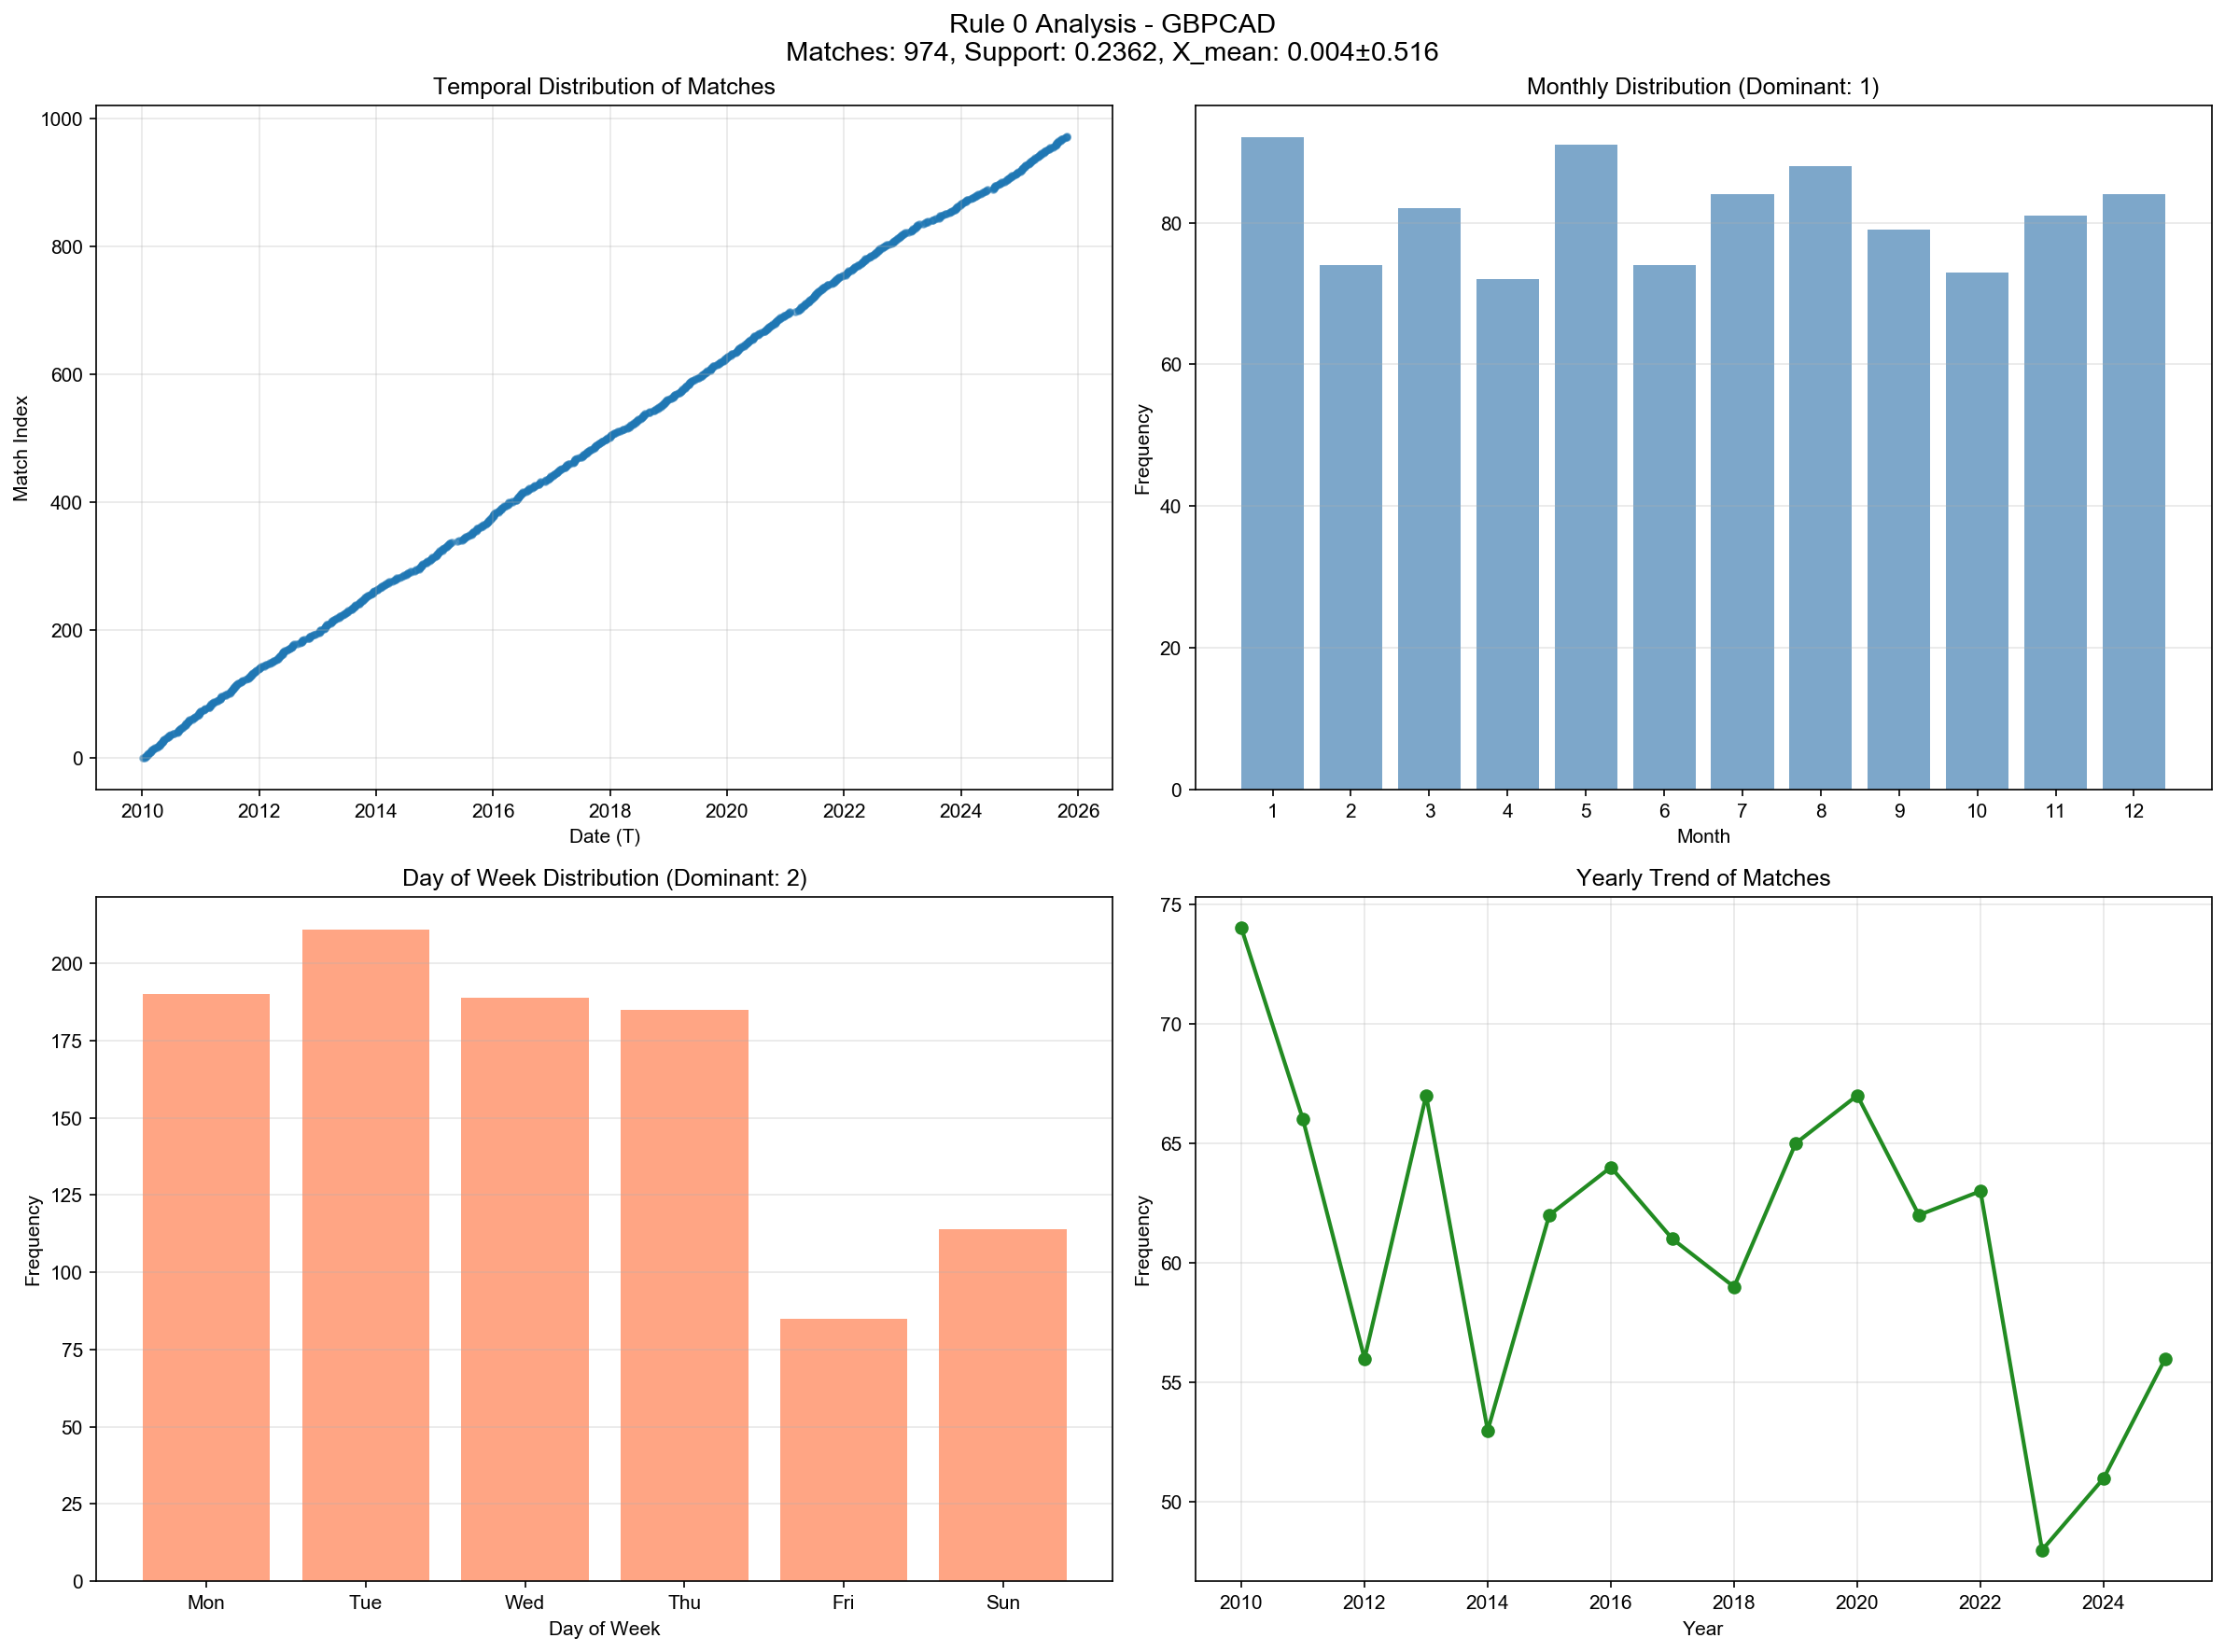 Rule 0 Analysis - GBPCAD
Matches: 974, Support: 0.2362, X_mean: 0.004±0.516
Temporal Distribution of Matches
1000
800
600
400
200
0
Match Index
2010 2012 2014 2016 2018 2020 2022 2024 2026
Date (T)
Monthly Distribution (Dominant: 1)
80
60
40
20
0
Frequency
1 2 3 4 5 6 7 8 9 10 11 12
Month
Day of Week Distribution (Dominant: 2)
200
175
150
125
100
75
50
25
0
Frequency
Mon Tue Wed Thu Fri Sun
Day of Week
Yearly Trend of Matches
75
70
65
60
55
50
Frequency
2010 2012 2014 2016 2018 2020 2022 2024
Year